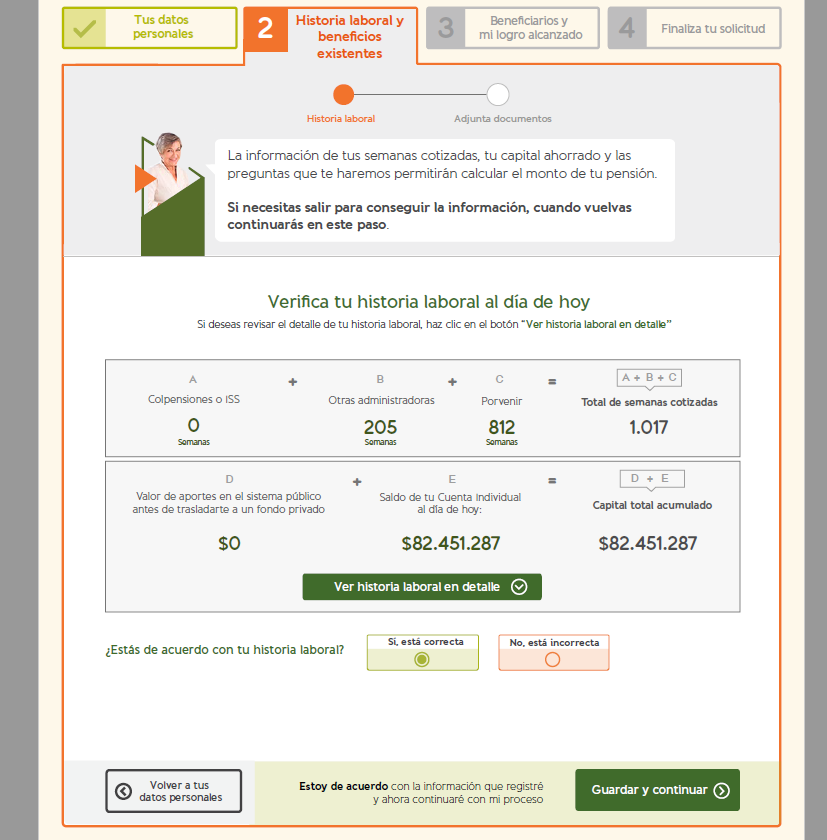 Tus datos
personales
2
Historia laboral y
beneficios
existentes
3
Beneficiarios y
mi logro alcanzado
4
Finaliza tu solicitud
Historia laboral
Adjunta documentos
La información de tus semanas cotizadas, tu capital ahorrado y las
preguntas que te haremos permitirán calcular el monto de tu pensión.
Si necesitas salir para conseguir la información, cuando vuelvas
continuarás en este paso.
Verifica tu historia laboral al día de hoy
Si deseas revisar el detalle de tu historia laboral, haz clic en el botón "Ver historia laboral en detalle"
A + B + C = A + B + C
Colpensiones o ISS Otras administradoras Porvenir Total de semanas cotizadas
0 205 812 1.017
Semanas Semanas Semanas
D + E = D + E
Valor de aportes en el sistema público
antes de trasladarte a un fondo privado
Saldo de tu Cuenta Individual
al día de hoy:
Capital total acumulado
$0 $82.451.287 $82.451.287
Ver historia laboral en detalle
¿Estás de acuerdo con tu historia laboral?
Sí, está correcta
No, está incorrecta
Volver a tus
datos personales
Estoy de acuerdo con la información que registré
y ahora continuaré con mi proceso
Guardar y continuar